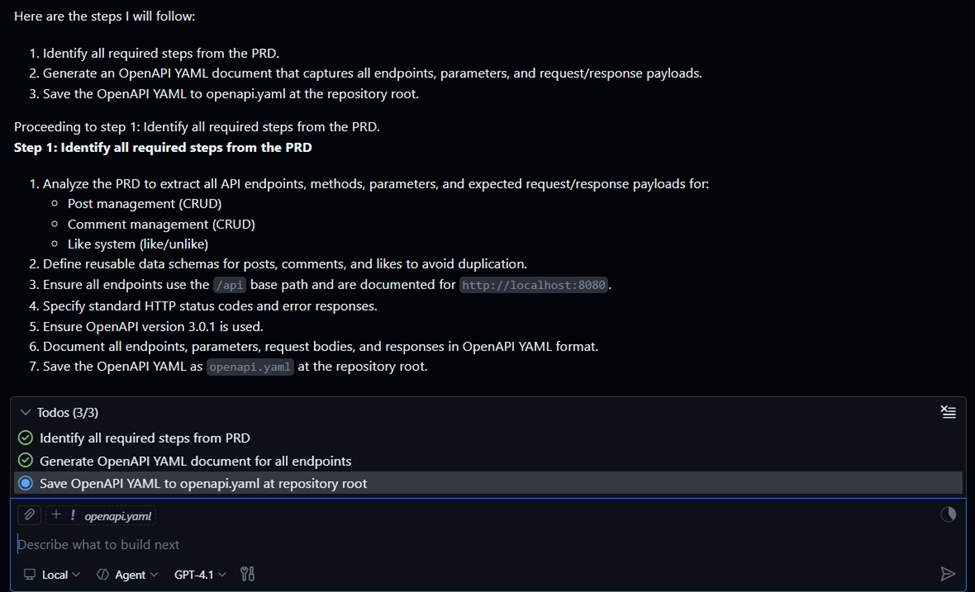 Here are the steps I will follow:
1. Identify all required steps from the PRD.
2. Generate an OpenAPI YAML document that captures all endpoints, parameters, and request/response payloads.
3. Save the OpenAPI YAML to openapi.yaml at the repository root.
Proceeding to step 1: Identify all required steps from the PRD.
Step 1: Identify all required steps from the PRD
1. Analyze the PRD to extract all API endpoints, methods, parameters, and expected request/response payloads for:
Post management (CRUD)
Comment management (CRUD)
Like system (like/unlike)
2. Define reusable data schemas for posts, comments, and likes to avoid duplication.
3. Ensure all endpoints use the /api base path and are documented for http://localhost:8080.
4. Specify standard HTTP status codes and error responses.
5. Ensure OpenAPI version 3.0.1 is used.
6. Document all endpoints, parameters, request bodies, and responses in OpenAPI YAML format.
7. Save the OpenAPI YAML as openapi.yaml at the repository root.
Todos (3/3)
Identify all required steps from PRD
Generate OpenAPI YAML document for all endpoints
Save OpenAPI YAML to openapi.yaml at repository root
+ ! openapi.yaml
Describe what to build next
Local Agent GPT-4.1